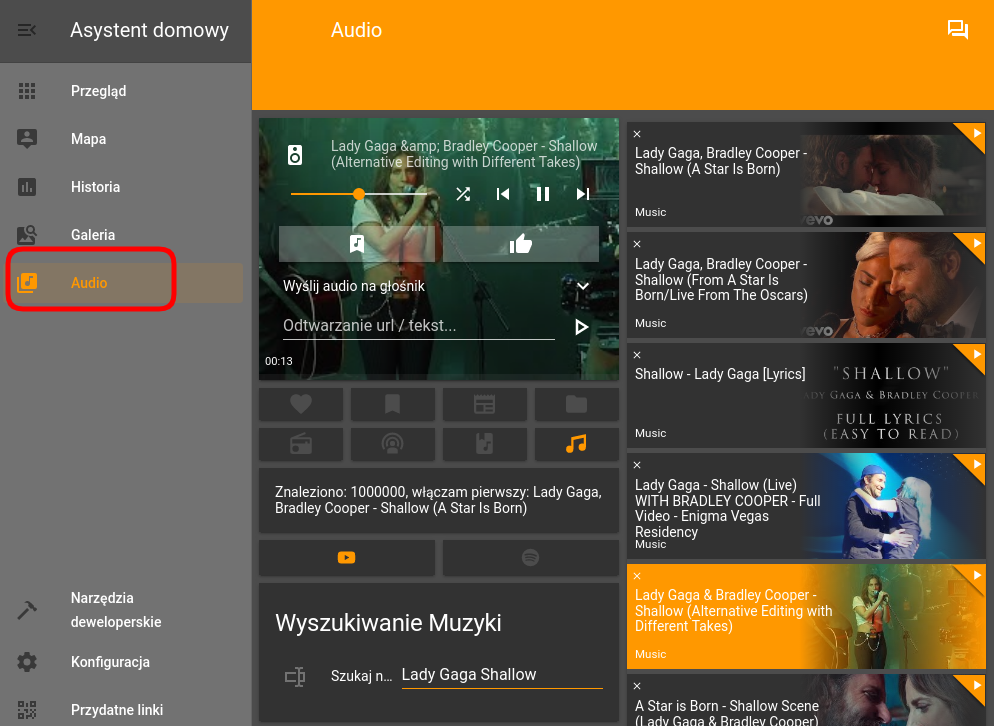 Asystent domowy
Przegląd
Mapa
Historia
Galeria
Audio
Narzędzia
deweloperskie
Konfiguracja
Przydatne linki
Audio
Lady Gaga &amp; Bradley Cooper - Shallow
(Alternative Editing with Different Takes)
Wyślij audio na głośnik
Odtwarzanie url / tekst...
00:13
Znaleziono: 1000000, włączam pierwszy: Lady Gaga,
Bradley Cooper - Shallow (A Star Is Born)
Wyszukiwanie Muzyki
Szukaj n... Lady Gaga Shallow
Lady Gaga, Bradley Cooper -
Shallow (A Star Is Born)
Music
vevo
Lady Gaga, Bradley Cooper -
Shallow (From A Star Is
Born/Live From The Oscars)
Music
vevo
Shallow - Lady Gaga [Lyrics]
Music
"SHALLOW"
ADY GAGA & BRADLEY COOPER
FULL LYRICS
(EASY TO READ)
Lady Gaga - Shallow (Live)
WITH BRADLEY COOPER - Full
Video - Enigma Vegas
Residency
Music
Lady Gaga & Bradley Cooper -
Shallow (Alternative Editing with
Different Takes)
Music
A Star is Born - Shallow Scene
(Lady Gaga & Bradley Cooper)